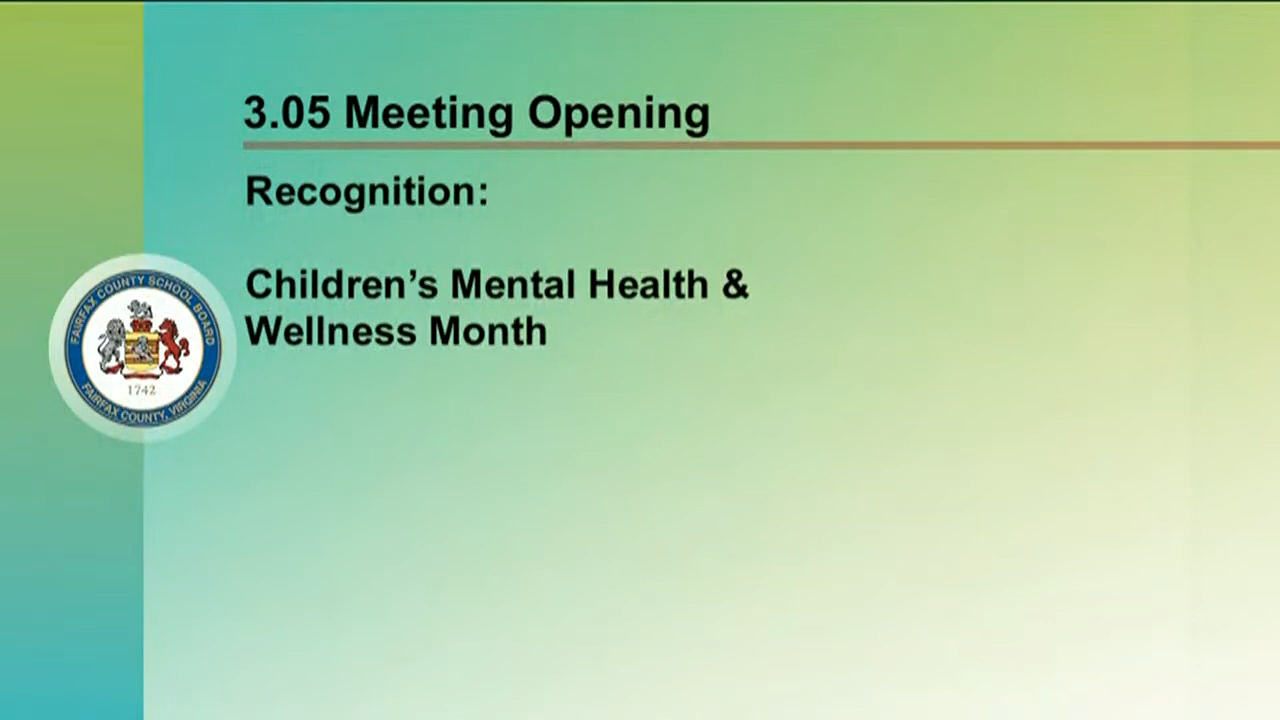 3.05 Meeting Opening
Recognition:
Children’s Mental Health &
Wellness Month
FAIRFAX COUNTY SCHOOL BOARD
1742
FAIRFAX COUNTY, VIRGINIA